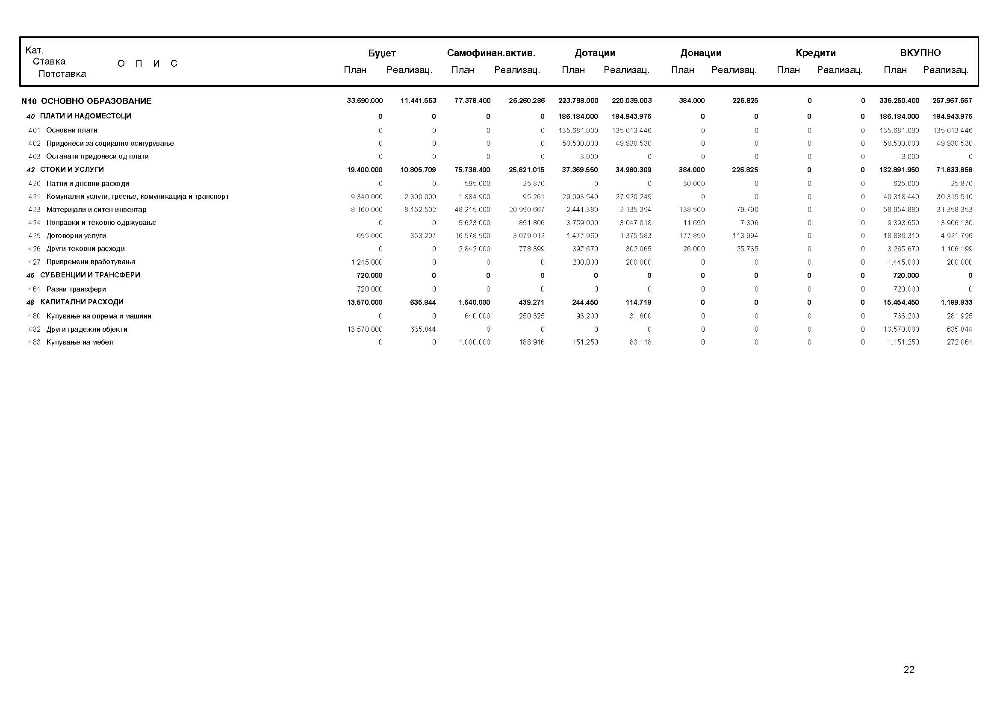 Кат.
Ставка
Потставка
О П И С
Буџет Самофинан.актив. Дотации Донации Кредити ВКУПНО
План Реализац. План Реализац. План Реализац. План Реализац. План Реализац. План Реализац.
N10 ОСНОВНО ОБРАЗОВАНИЕ 33.690.000 11.441.553 77.378.400 26.260.286 223.798.000 220.039.003 384.000 226.825 0 0 335.250.400 257.967.667
40 ПЛАТИ И НАДОМЕСТОЦИ 0 0 0 0 186.184.000 184.943.976 0 0 0 0 186.184.000 184.943.976
401 Основни плати 0 0 0 0 135.681.000 135.013.446 0 0 0 0 135.681.000 135.013.446
402 Придонеси за социјално осигурување 0 0 0 0 50.500.000 49.930.530 0 0 0 0 50.500.000 49.930.530
403 Останати придонеси од плати 0 0 0 0 3.000 0 0 0 0 0 3.000 0
42 СТОКИ И УСЛУГИ 19.400.000 10.805.709 75.738.400 25.821.015 37.369.550 34.980.309 384.000 226.825 0 0 132.891.950 71.833.858
420 Патни и дневни расходи 0 0 595.000 25.870 0 0 30.000 0 0 0 625.000 25.870
421 Комунални услуги, греење, комуникација и транспорт 9.340.000 2.300.000 1.884.900 95.261 29.093.540 27.920.249 0 0 0 0 40.318.440 30.315.510
423 Материјали и ситен инвентар 8.160.000 8.152.502 48.215.000 20.990.667 2.441.380 2.135.394 138.500 79.790 0 0 58.954.880 31.358.353
424 Поправки и тековно одржување 0 0 5.623.000 851.806 3.759.000 3.047.018 11.650 7.306 0 0 9.393.650 3.906.130
425 Договорни услуги 655.000 353.207 16.578.500 3.079.012 1.477.960 1.375.583 177.850 113.994 0 0 18.889.310 4.921.796
426 Други тековни расходи 0 0 2.842.000 778.399 397.670 302.065 26.000 25.735 0 0 3.265.670 1.106.199
427 Привремени вработувања 1.245.000 0 0 0 200.000 200.000 0 0 0 0 1.445.000 200.000
46 СУБВЕНЦИИ И ТРАНСФЕРИ 720.000 0 0 0 0 0 0 0 0 0 720.000 0
464 Разни трансфери 720.000 0 0 0 0 0 0 0 0 0 720.000 0
48 КАПИТАЛНИ РАСХОДИ 13.570.000 635.844 1.640.000 439.271 244.450 114.718 0 0 0 0 15.454.450 1.189.833
480 Купување на опрема и машини 0 0 640.000 250.325 93.200 31.600 0 0 0 0 733.200 281.925
482 Други градежни објекти 13.570.000 635.844 0 0 0 0 0 0 0 0 13.570.000 635.844
483 Купување на мебел 0 0 1.000.000 188.946 151.250 83.118 0 0 0 0 1.151.250 272.064
22